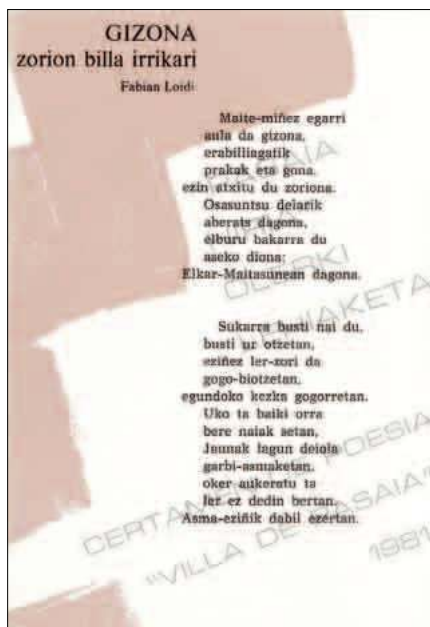 GIZONA
zorion billa irrikari
Fabian Loidi
Maite-miñez egarri
aula da gizona,
erabilliagatik
prakak eta gona.
ezin atxitu du zoriona.
Osasuntsu delarik
aberats dagona,
elburu bakarra du
aseko diona:
Elkar-Maitasunean dagona.
Sukarra busti nai du,
busti ur otzetan,
eziñez ler-zori da
gogo-biotzetan,
egundoko kezka gogorretan.
Uko ta baiki orra
bere naiak setan,
Jaunak lagun deiola
garbi-asmaketan,
oker aukeratu ta
ler ez dedin bertan.
Asma-eziñik dabil ezertan.
PASAIA
OLERKI
CERTAMEN DE POESIA
"VILLA DE PASAIA"
1981